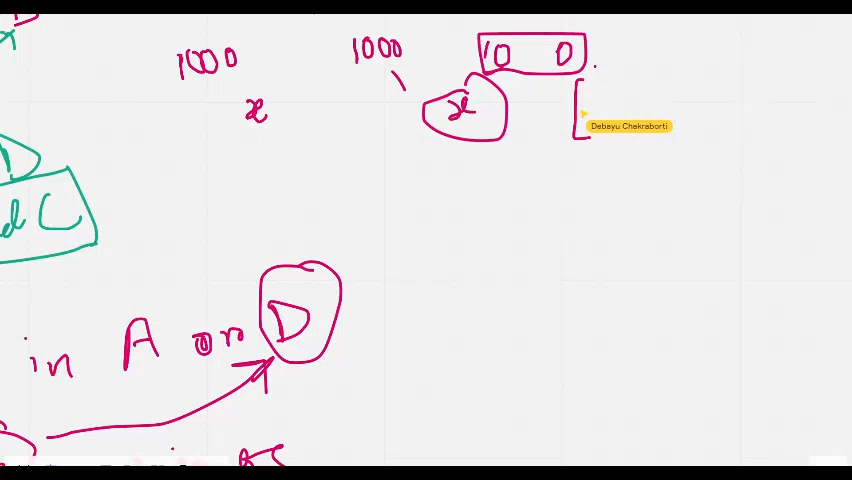 1000 1000 10 0
x x
Debayu Chakraborti
D
d C
in A or D